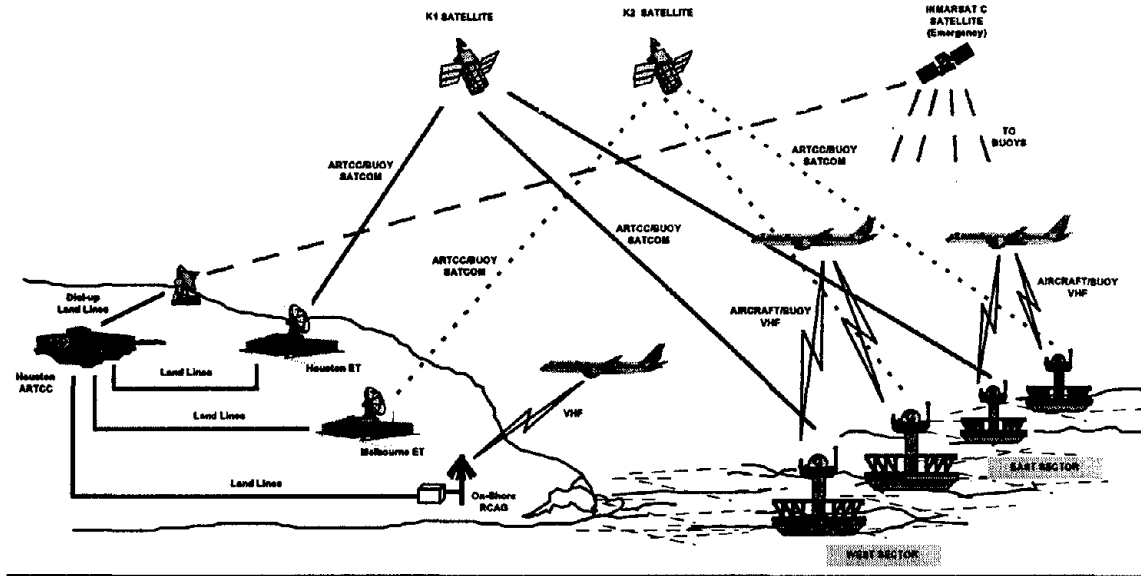 K1 SATELLITE
K2 SATELLITE
INMARSAT C
SATELLITE
(Emergency)
TO
BUOYS
ARTCC/BUOY
SATCOM
ARTCC/BUOY
SATCOM
ARTCC/BUOY
SATCOM
ARTCC/BUOY
SATCOM
AIRCRAFT/BUOY
VHF
AIRCRAFT/BUOY
VHF
Dial-up
Land Lines
Houston
ARTCC
Land Lines
Houston ET
Land Lines
Melbourne ET
VHF
Land Lines
On-Shore
RCAG
EAST SECTOR
WEST SECTOR